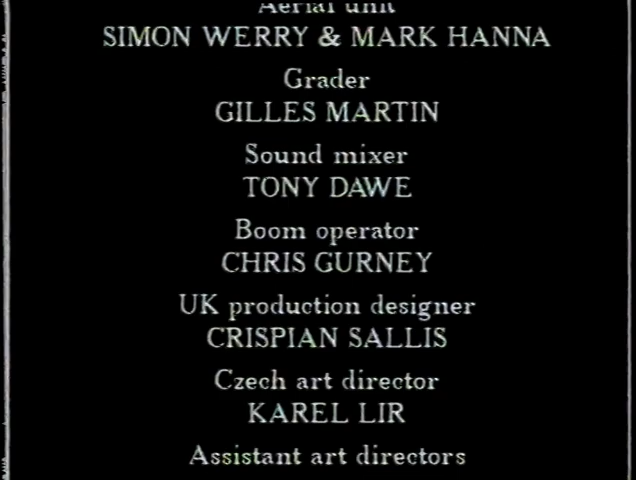 Aerial unit
SIMON WERRY & MARK HANNA
Grader
GILLES MARTIN
Sound mixer
TONY DAWE
Boom operator
CHRIS GURNEY
UK production designer
CRISPIAN SALLIS
Czech art director
KAREL LIR
Assistant art directors